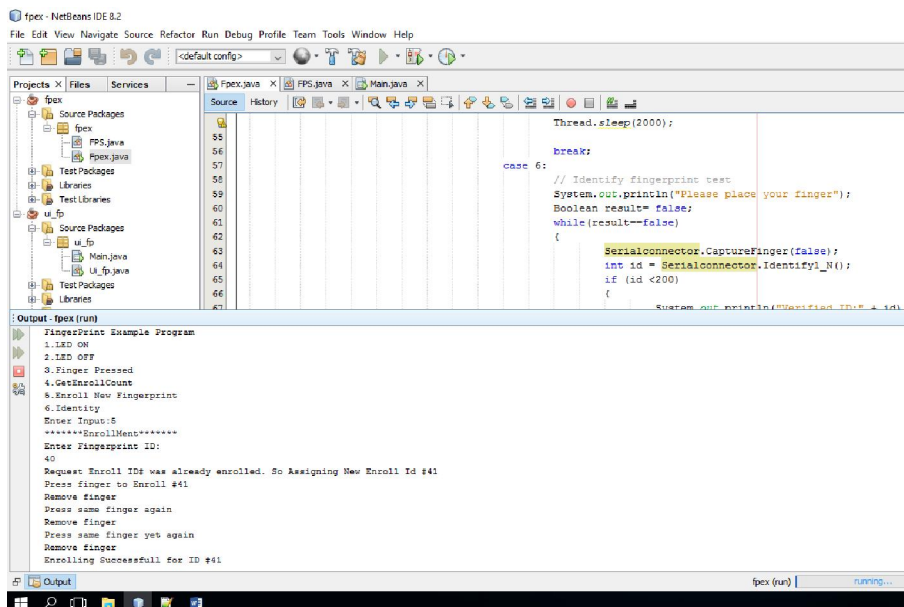 fpex - NetBeans IDE 8.2
File Edit View Navigate Source Refactor Run Debug Profile Team Tools Window Help
<default config>
Projects Files Services
Fpex.java FPS.java Main.java
fpex
Source Packages
fpex
FPS.java
Fpex.java
Test Packages
Libraries
Test Libraries
ui_fp
Source Packages
ui_fp
Main.java
Ui_fp.java
Test Packages
Libraries
Source History
Thread.sleep(2000);
55
56 break;
57 case 6:
58 // Identify fingerprint test
59 System.out.println("Please place your finger");
60 Boolean result= false;
61 while(result==false)
62 {
63 Serialconnector.CaptureFinger(false);
64 int id = Serialconnector.Identify1_N();
65 if (id <200)
66 {
67 System.out.println("Verified ID:" + id)
Output - fpex (run)
FingerPrint Example Program
1.LED ON
2.LED OFF
3.Finger Pressed
4.GetEnrollCount
5.Enroll New Fingerprint
6.Identity
Enter Input:5
*******EnrollMent*******
Enter Fingerprint ID:
40
Request Enroll ID# was already enrolled. So Assigning New Enroll Id #41
Press finger to Enroll #41
Remove finger
Press same finger again
Remove finger
Press same finger yet again
Remove finger
Enrolling Successfull for ID #41
Output
fpex (run) running...